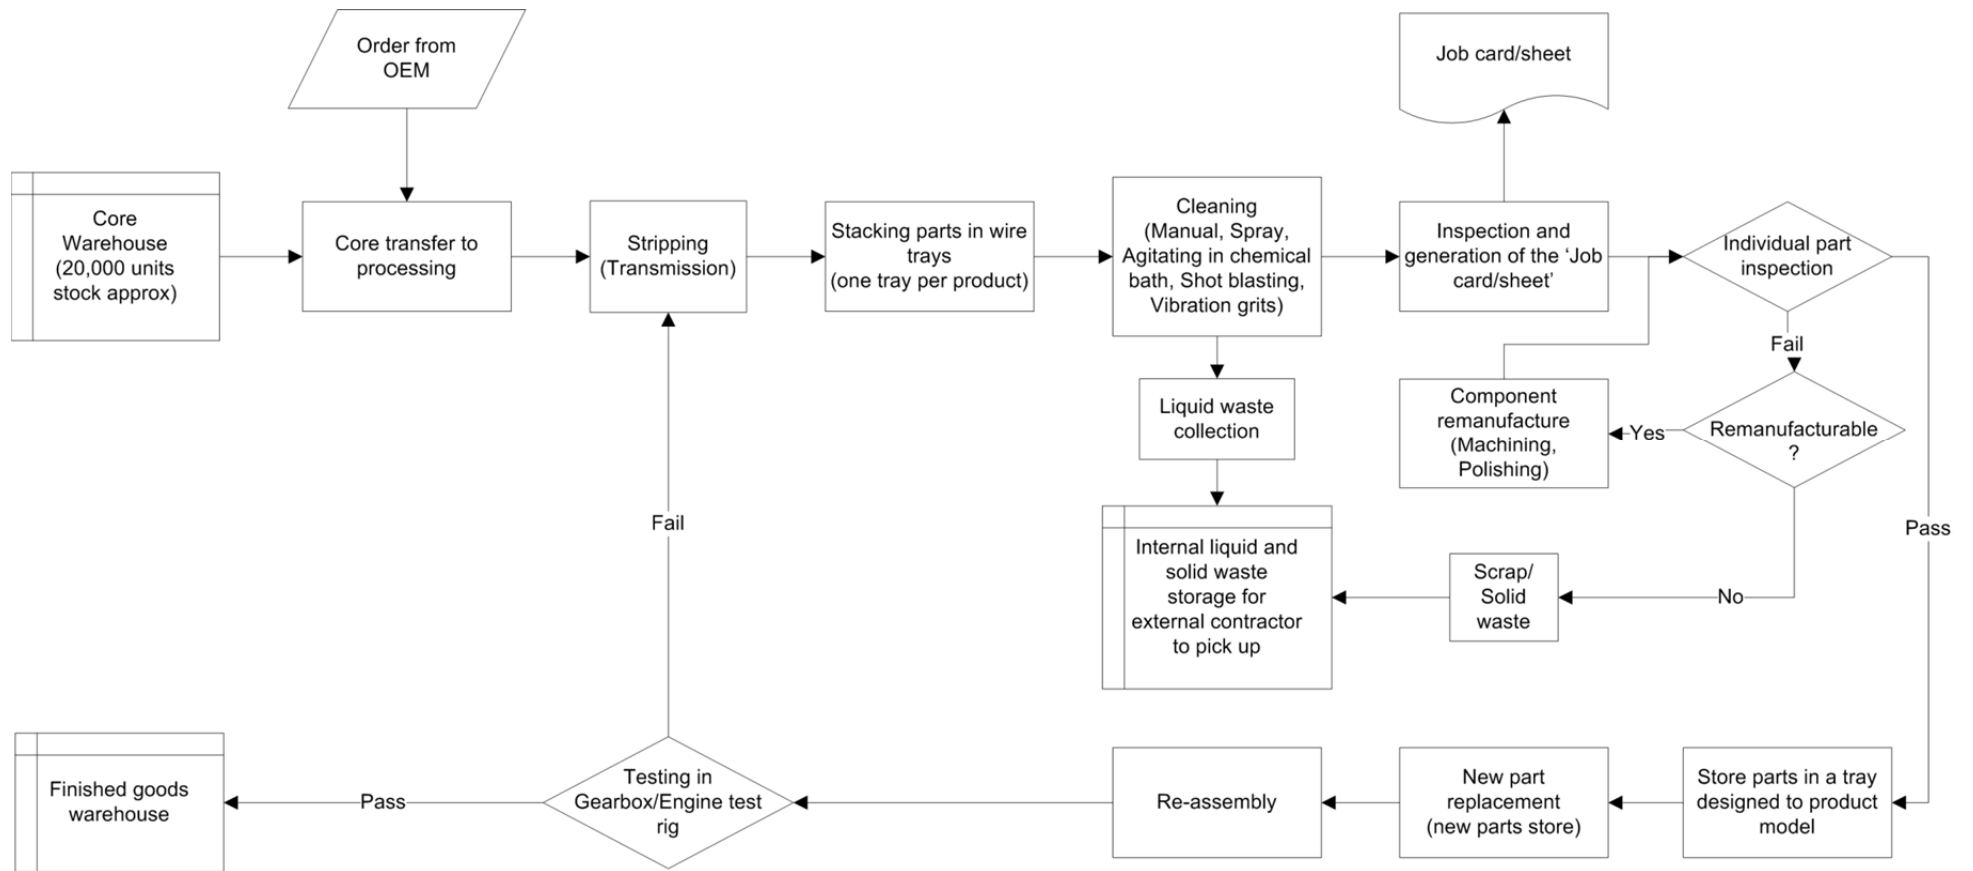 Order from
OEM
Job card/sheet
Core
Warehouse
(20,000 units
stock approx)
Core transfer to
processing
Stripping
(Transmission)
Stacking parts in wire
trays
(one tray per product)
Cleaning
(Manual, Spray,
Agitating in chemical
bath, Shot blasting,
Vibration grits)
Inspection and
generation of the ‘Job
card/sheet’
Individual part
inspection
Fail
Liquid waste
collection
Component
remanufacture
(Machining,
Polishing)
Yes
Remanufacturable
?
Fail
Pass
Internal liquid and
solid waste
storage for
external contractor
to pick up
Scrap/
Solid
waste
No
Finished goods
warehouse
Pass
Testing in
Gearbox/Engine test
rig
Re-assembly
New part
replacement
(new parts store)
Store parts in a tray
designed to product
model